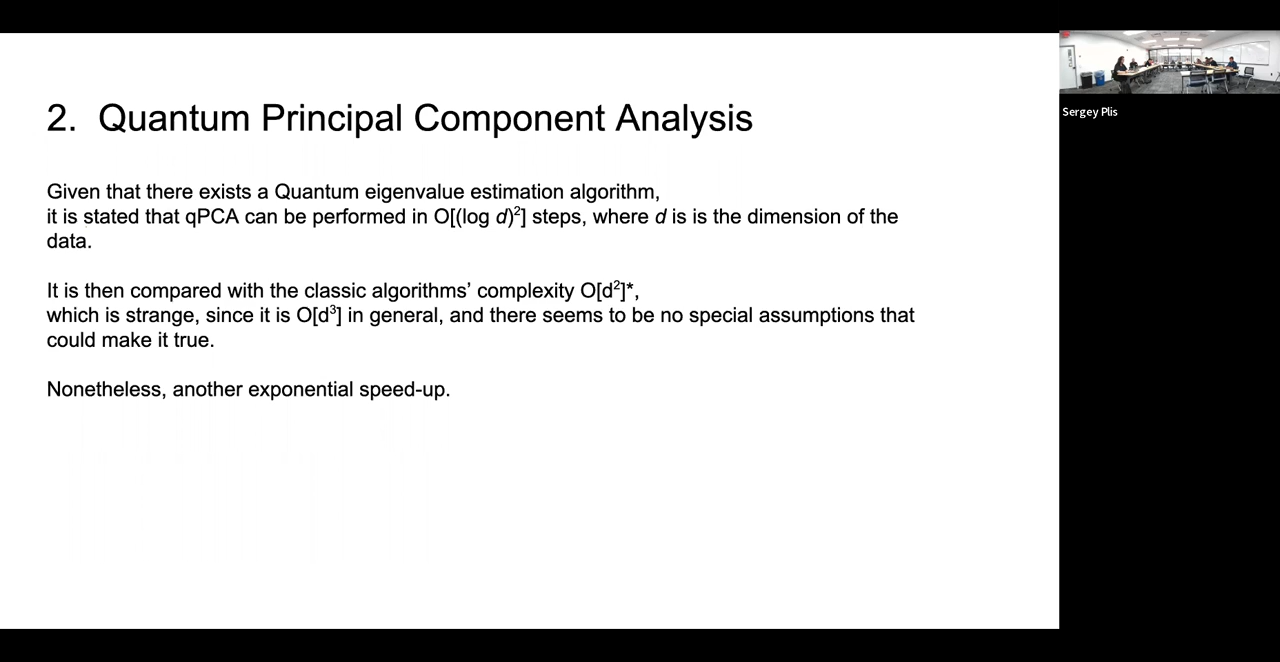 2. Quantum Principal Component Analysis
Given that there exists a Quantum eigenvalue estimation algorithm,
it is stated that qPCA can be performed in O[(log d)²] steps, where d is is the dimension of the
data.
It is then compared with the classic algorithms’ complexity O[d²]*,
which is strange, since it is O[d³] in general, and there seems to be no special assumptions that
could make it true.
Nonetheless, another exponential speed-up.
Sergey Plis